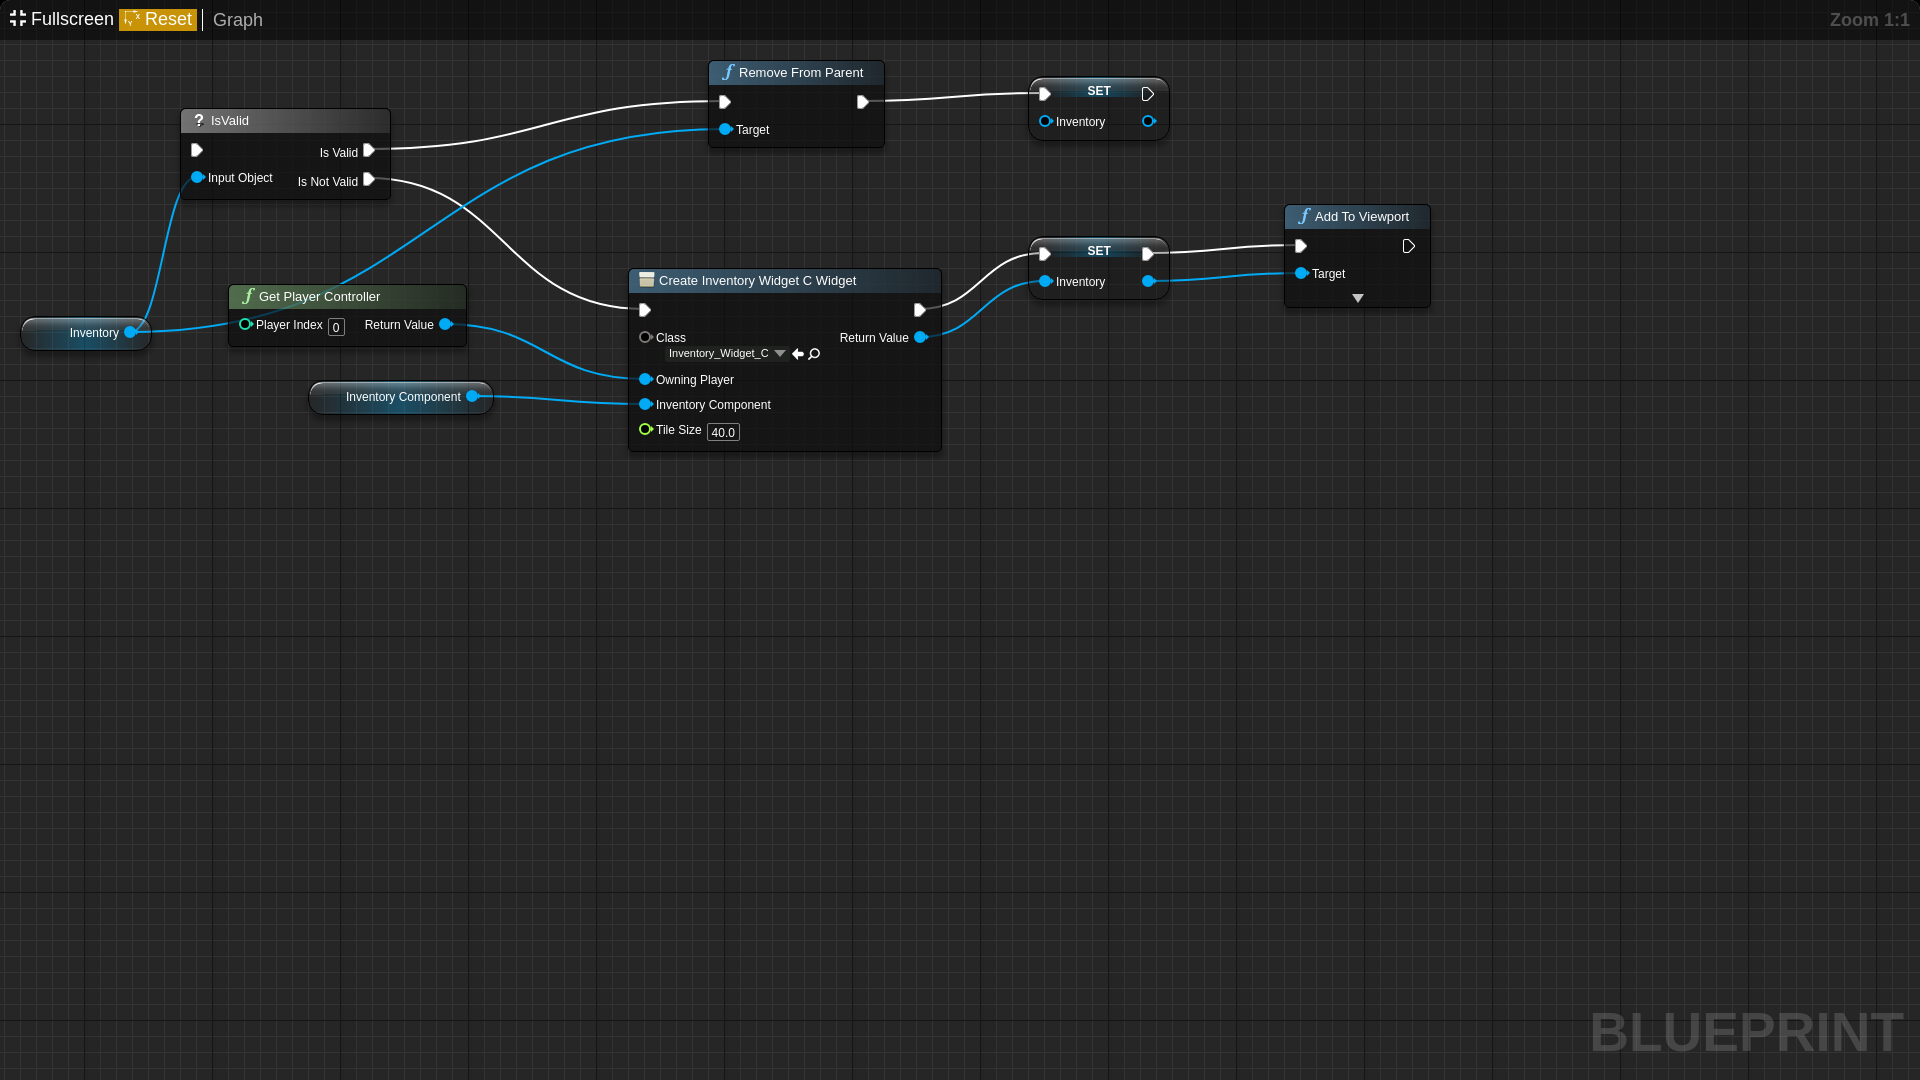 Fullscreen Reset Graph
Zoom 1:1
Remove From Parent
Target
SET
Inventory
? IsValid
Is Valid
Input Object
Is Not Valid
Add To Viewport
Target
SET
Inventory
Create Inventory Widget C Widget
Class
Inventory_Widget_C
Return Value
Owning Player
Inventory Component
Tile Size 40.0
Get Player Controller
Player Index 0
Return Value
Inventory
Inventory Component
BLUEPRINT